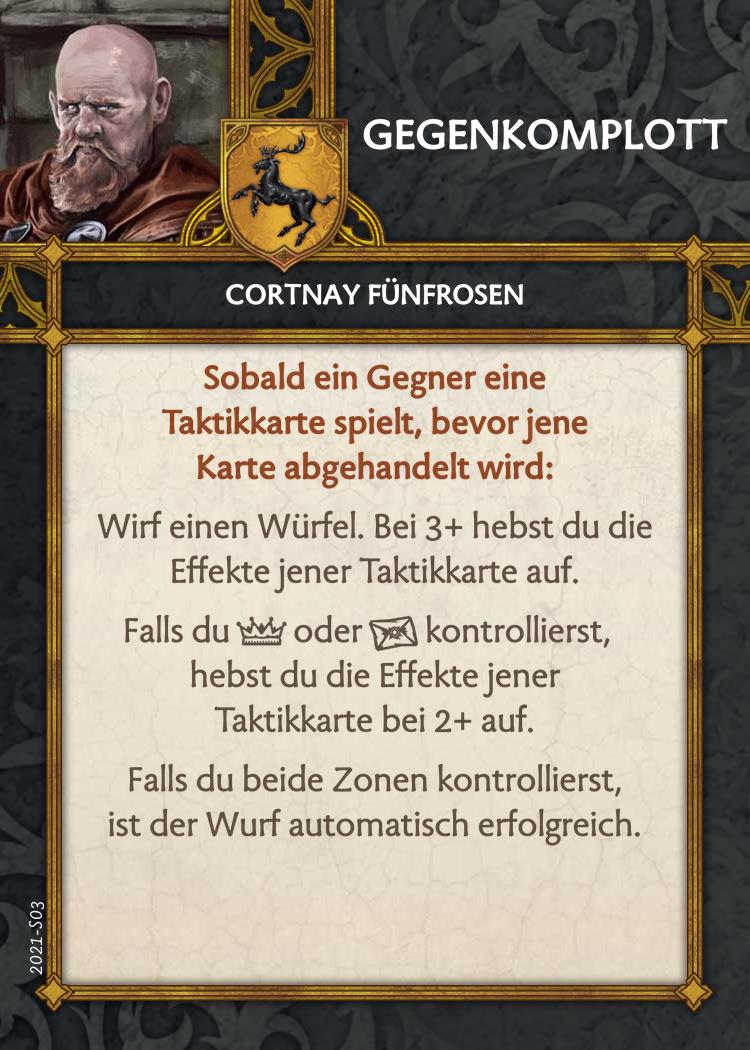 GEGENKOMPLOTT
CORTNAY FÜNFROSEN
Sobald ein Gegner eine
Taktikkarte spielt, bevor jene
Karte abgehandelt wird:
Wirf einen Würfel. Bei 3+ hebst du die
Effekte jener Taktikkarte auf.
Falls du oder kontrollierst,
hebst du die Effekte jener
Taktikkarte bei 2+ auf.
Falls du beide Zonen kontrollierst,
ist der Wurf automatisch erfolgreich.
2021-S03